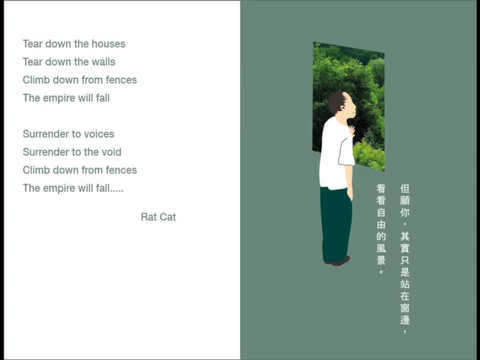 Tear down the houses
Tear down the walls
Climb down from fences
The empire will fall
Surrender to voices
Surrender to the void
Climb down from fences
The empire will fall.....
Rat Cat
但願你，其實只是站在窗邊，
看看自由的風景。